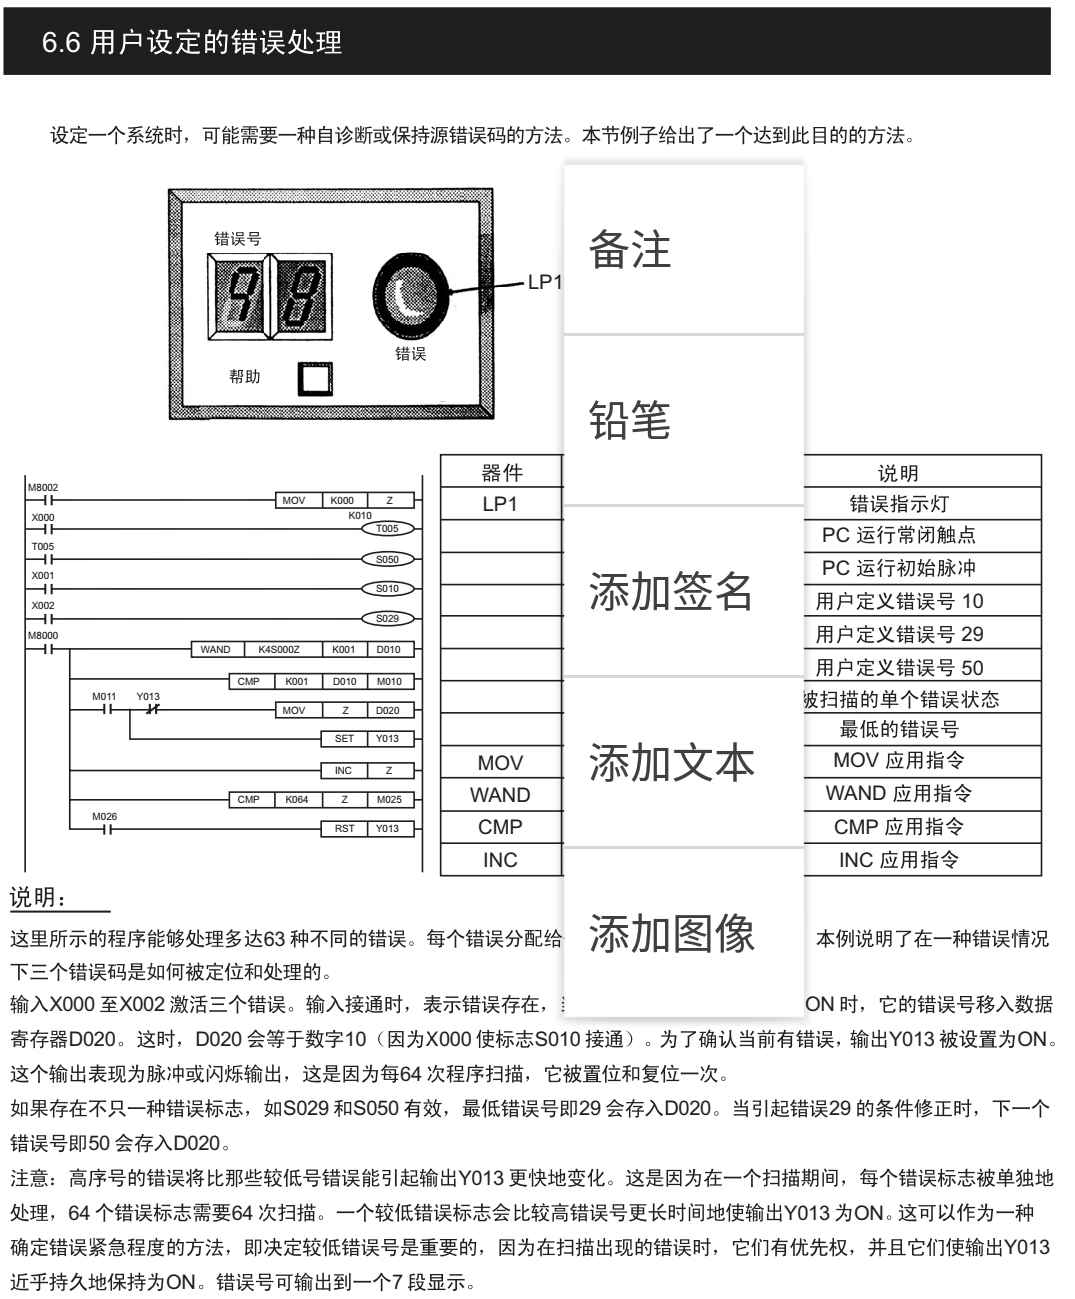 6.6 用户设定的错误处理
设定一个系统时，可能需要一种自诊断或保持源错误码的方法。本节例子给出了一个达到此目的的方法。
错误号
98
LP1
错误
帮助
备注
铅笔
添加签名
添加文本
添加图像
M8002
MOV K000 Z
X000
K010
T005
T005
S050
X001
S010
X002
S029
M8000
WAND K4S000Z K001 D010
CMP K001 D010 M010
M011 Y013
MOV Z D020
SET Y013
INC Z
CMP K064 Z M025
M026
RST Y013
器件 说明
LP1 错误指示灯
PC 运行常闭触点
PC 运行初始脉冲
用户定义错误号 10
用户定义错误号 29
用户定义错误号 50
被扫描的单个错误状态
最低的错误号
MOV MOV 应用指令
WAND WAND 应用指令
CMP CMP 应用指令
INC INC 应用指令
说明：
这里所示的程序能够处理多达63 种不同的错误。每个错误分配给 本例说明了在一种错误情况
下三个错误码是如何被定位和处理的。
输入X000 至X002 激活三个错误。输入接通时，表示错误存在， ON 时，它的错误号移入数据
寄存器D020。这时，D020 会等于数字10（因为X000 使标志S010 接通）。为了确认当前有错误，输出Y013 被设置为ON。
这个输出表现为脉冲或闪烁输出，这是因为每64 次程序扫描，它被置位和复位一次。
如果存在不只一种错误标志，如S029 和S050 有效，最低错误号即29 会存入D020。当引起错误29 的条件修正时，下一个
错误号即50 会存入D020。
注意：高序号的错误将比那些较低号错误能引起输出Y013 更快地变化。这是因为在一个扫描期间，每个错误标志被单独地
处理，64 个错误标志需要64 次扫描。一个较低错误标志会比较高错误号更长时间地使输出Y013 为ON。这可以作为一种
确定错误紧急程度的方法，即决定较低错误号是重要的，因为在扫描出现的错误时，它们有优先权，并且它们使输出Y013
近乎持久地保持为ON。错误号可输出到一个7 段显示。